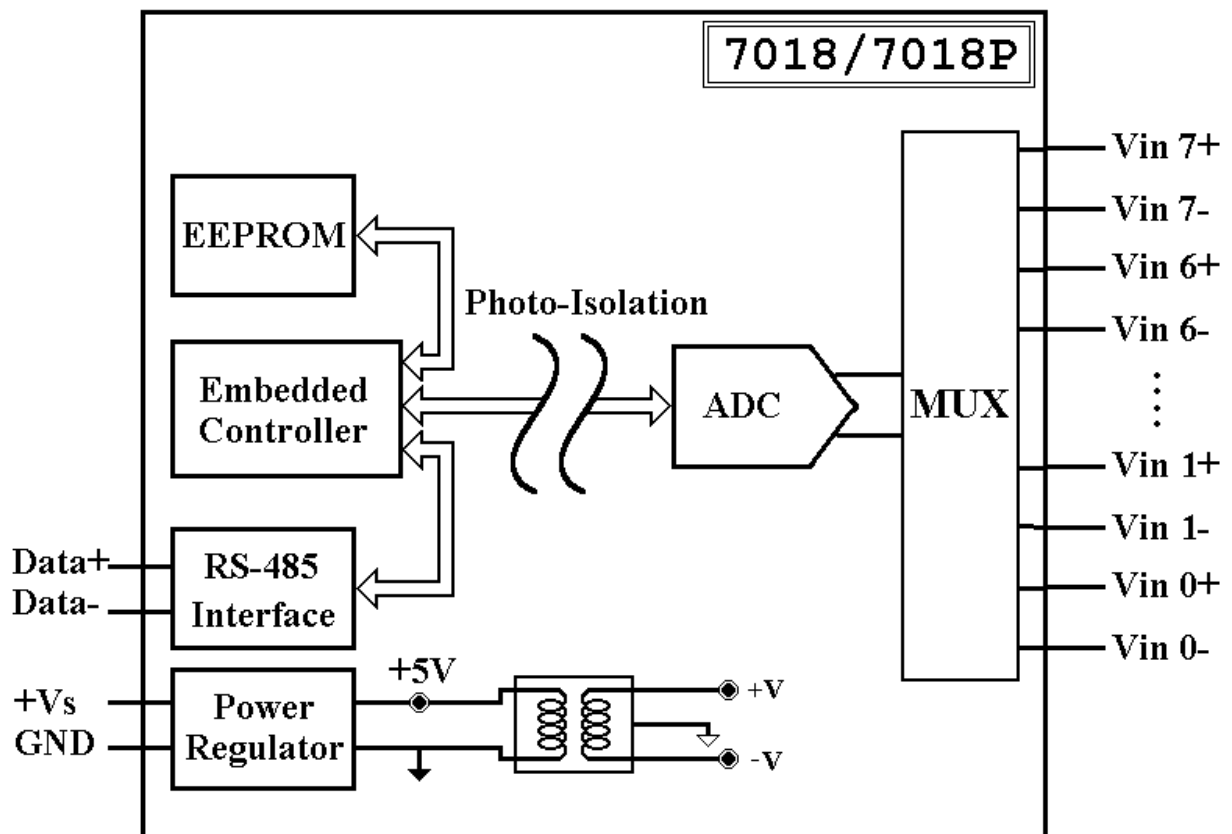 7018/7018P
EEPROM
Photo-Isolation
Embedded
Controller
ADC
MUX
RS-485
Interface
Data+
Data-
+5V
Power
Regulator
+Vs
GND
+V
-V
Vin 7+
Vin 7-
Vin 6+
Vin 6-
Vin 1+
Vin 1-
Vin 0+
Vin 0-